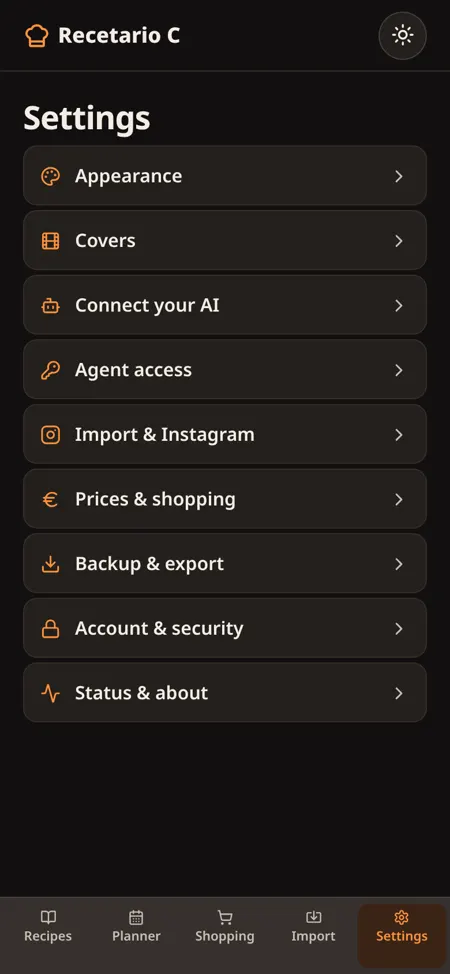 Recetario C
Settings
Appearance
Covers
Connect your AI
Agent access
Import & Instagram
Prices & shopping
Backup & export
Account & security
Status & about
Recipes
Planner
Shopping
Import
Settings